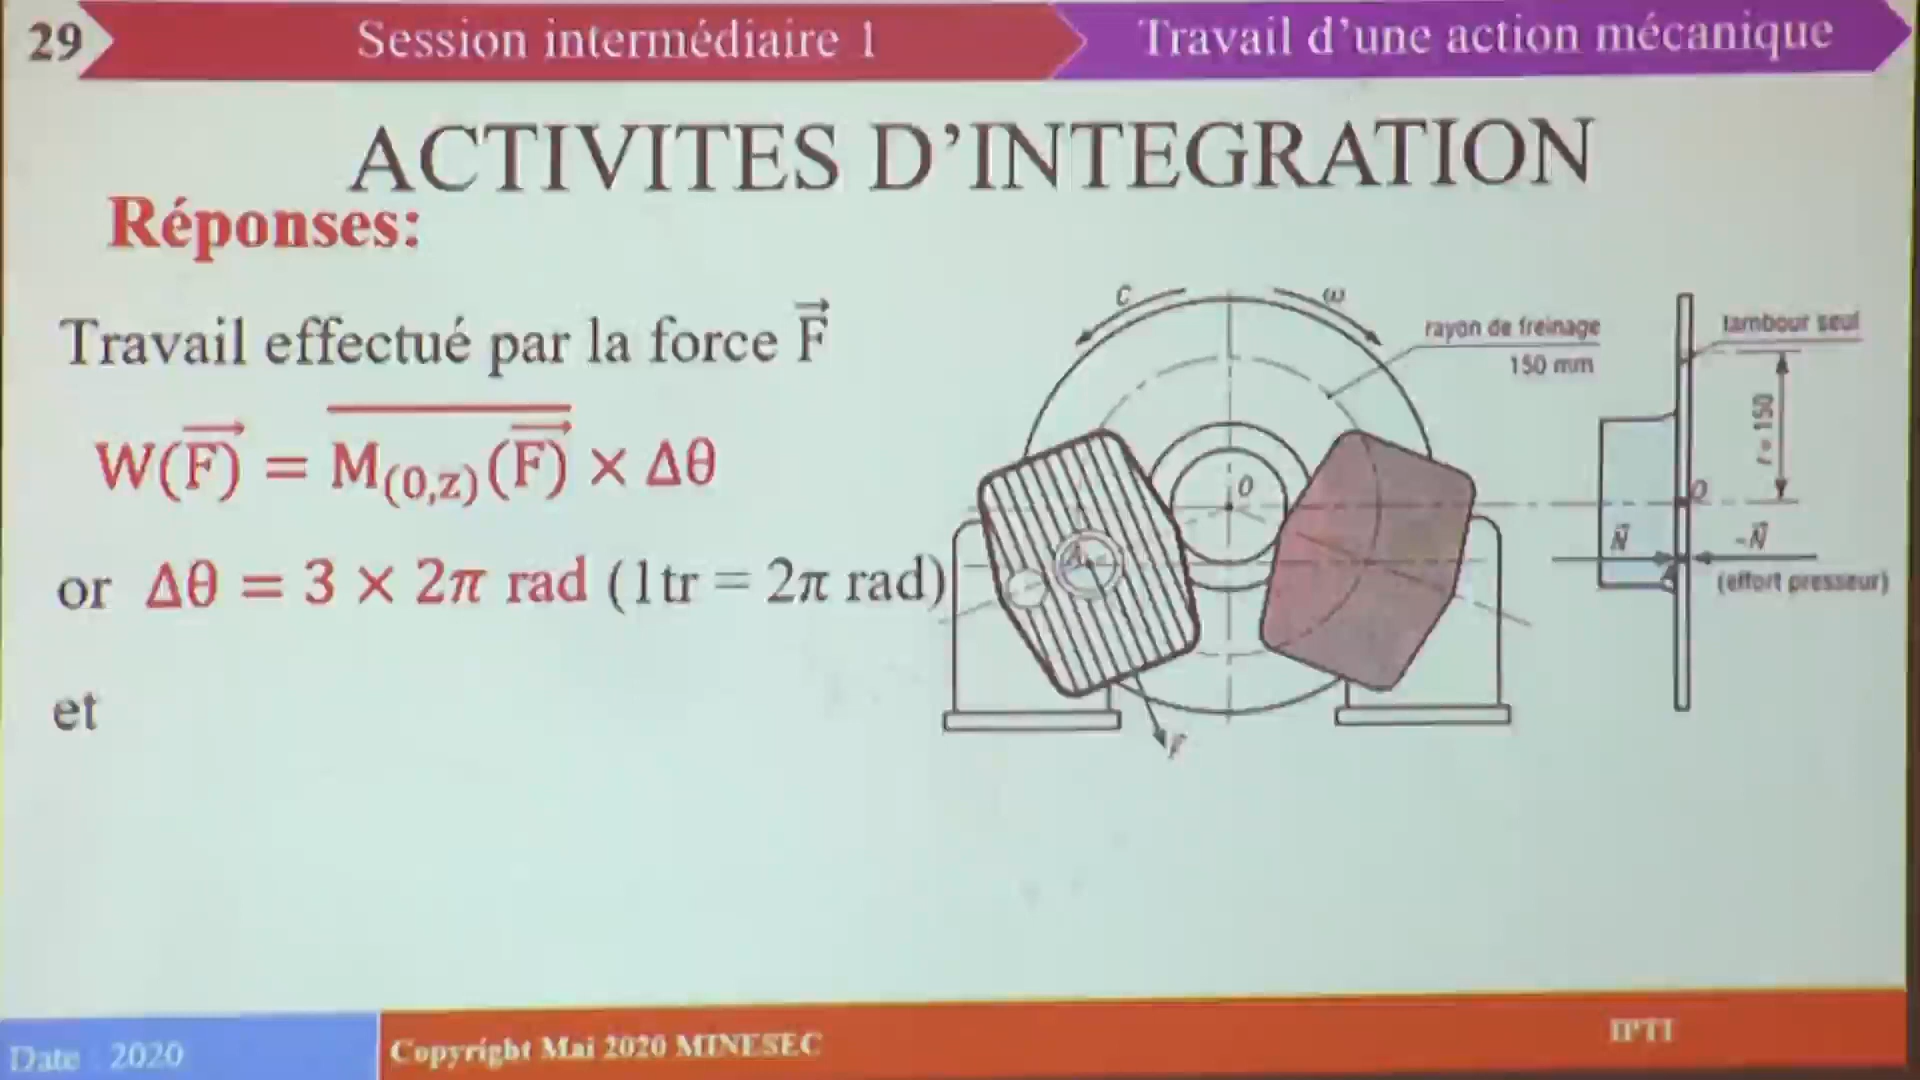 29
Session intermédiaire 1
Travail d'une action mécanique
ACTIVITES D'INTEGRATION
Réponses:
Travail effectué par la force F⃗
W(F⃗) = M₍₀,z₎(F⃗) × Δθ
or Δθ = 3 × 2π rad (1tr = 2π rad)
et
C
ω
rayon de freinage
150 mm
tambour seul
r = 150
O
O
A
N⃗
-N⃗
(effort presseur)
F
Date 2020
Copyright Mai 2020 MINESEC
IPTI